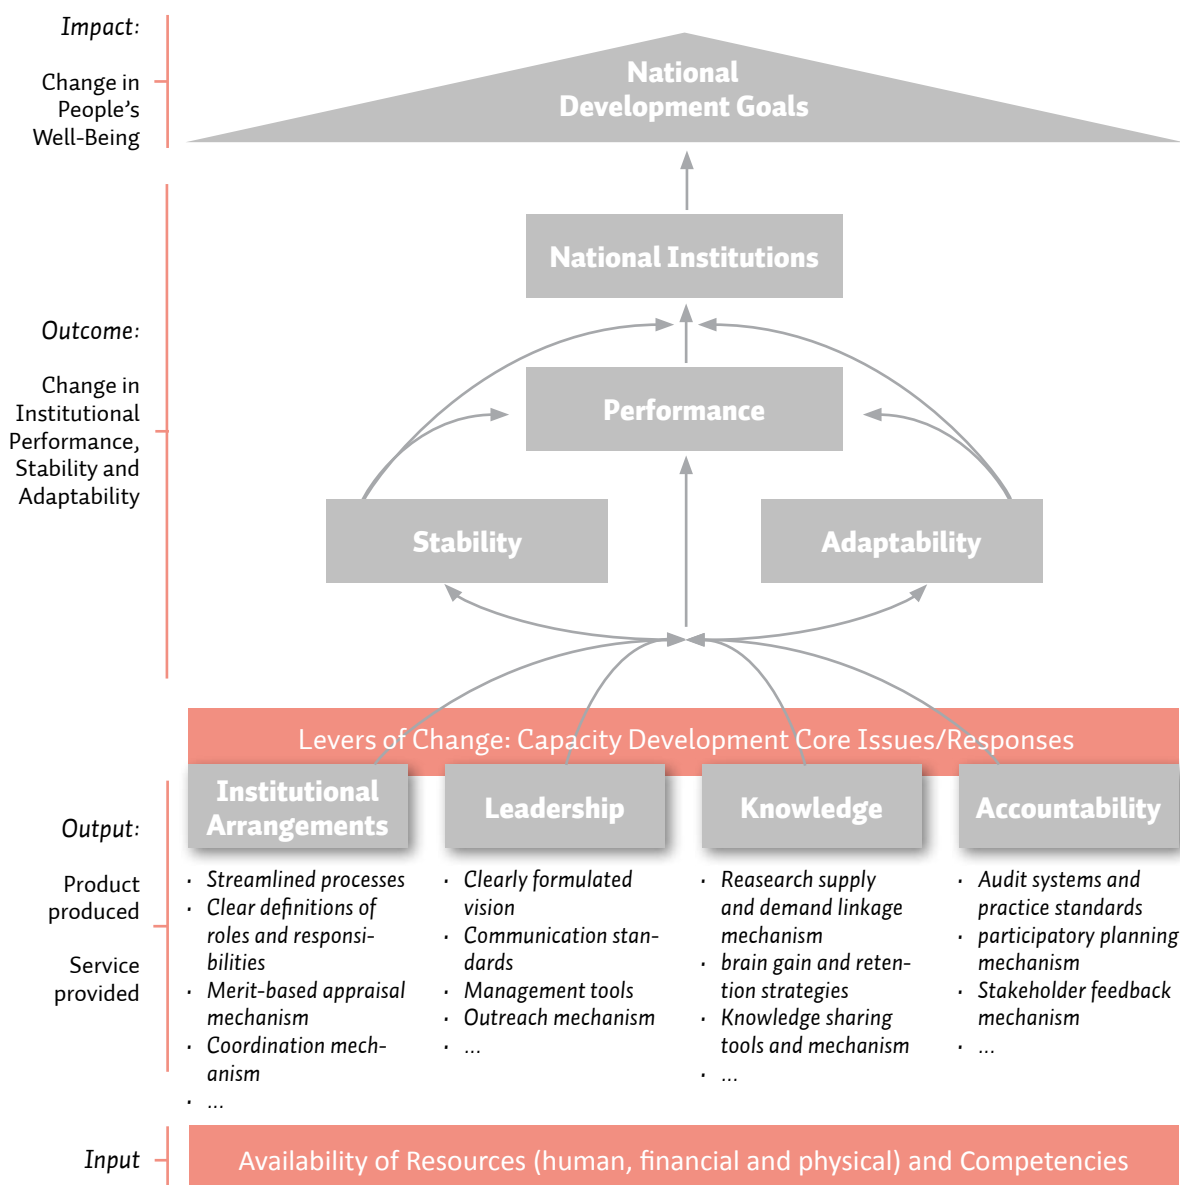 Impact:
Change in
People’s
Well-Being
National
Development Goals
National Institutions
Outcome:
Change in
Institutional
Performance,
Stability and
Adaptability
Performance
Stability
Adaptability
Levers of Change: Capacity Development Core Issues/Responses
Output:
Product
produced
Service
provided
Institutional
Arrangements
· Streamlined processes
· Clear definitions of
roles and responsi-
bilities
· Merit-based appraisal
mechanism
· Coordination mech-
anism
· ...
Leadership
· Clearly formulated
vision
· Communication stan-
dards
· Management tools
· Outreach mechanism
· ...
Knowledge
· Reasearch supply
and demand linkage
mechanism
· brain gain and reten-
tion strategies
· Knowledge sharing
tools and mechanism
· ...
Accountability
· Audit systems and
practice standards
· participatory planning
mechanism
· Stakeholder feedback
mechanism
· ...
Input
Availability of Resources (human, financial and physical) and Competencies